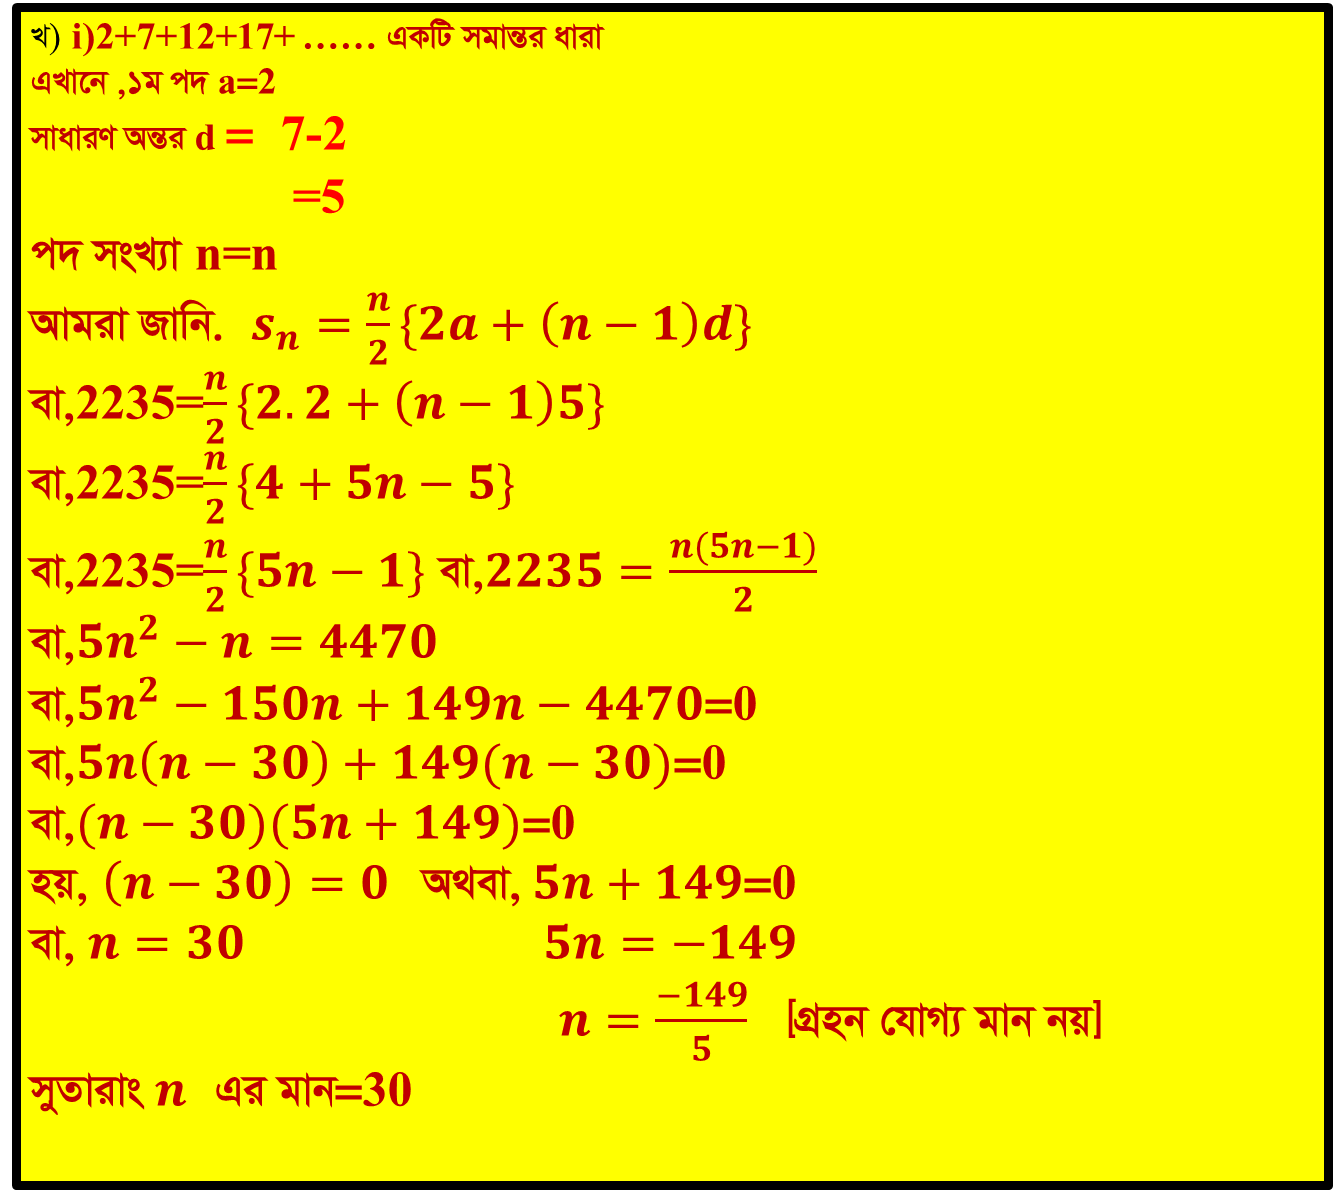 খ) i)2+7+12+17+ …… একটি সমান্তর ধারা
এখানে ,১ম পদ a=2
সাধারণ অন্তর d = 7-2
=5
পদ সংখ্যা n=n
আমরা জানি. sₙ = n/2 {2a + (n − 1)d}
বা,2235=n/2 {2.2 + (n − 1)5}
বা,2235=n/2 {4 + 5n − 5}
বা,2235=n/2 {5n − 1} বা,2235 = n(5n−1)/2
বা,5n² − n = 4470
বা,5n² − 150n + 149n − 4470=0
বা,5n(n − 30) + 149(n − 30)=0
বা,(n − 30)(5n + 149)=0
হয়, (n − 30) = 0 অথবা, 5n + 149=0
বা, n = 30 5n = −149
n = −149/5 [গ্রহন যোগ্য মান নয়]
সুতারাং n এর মান=30